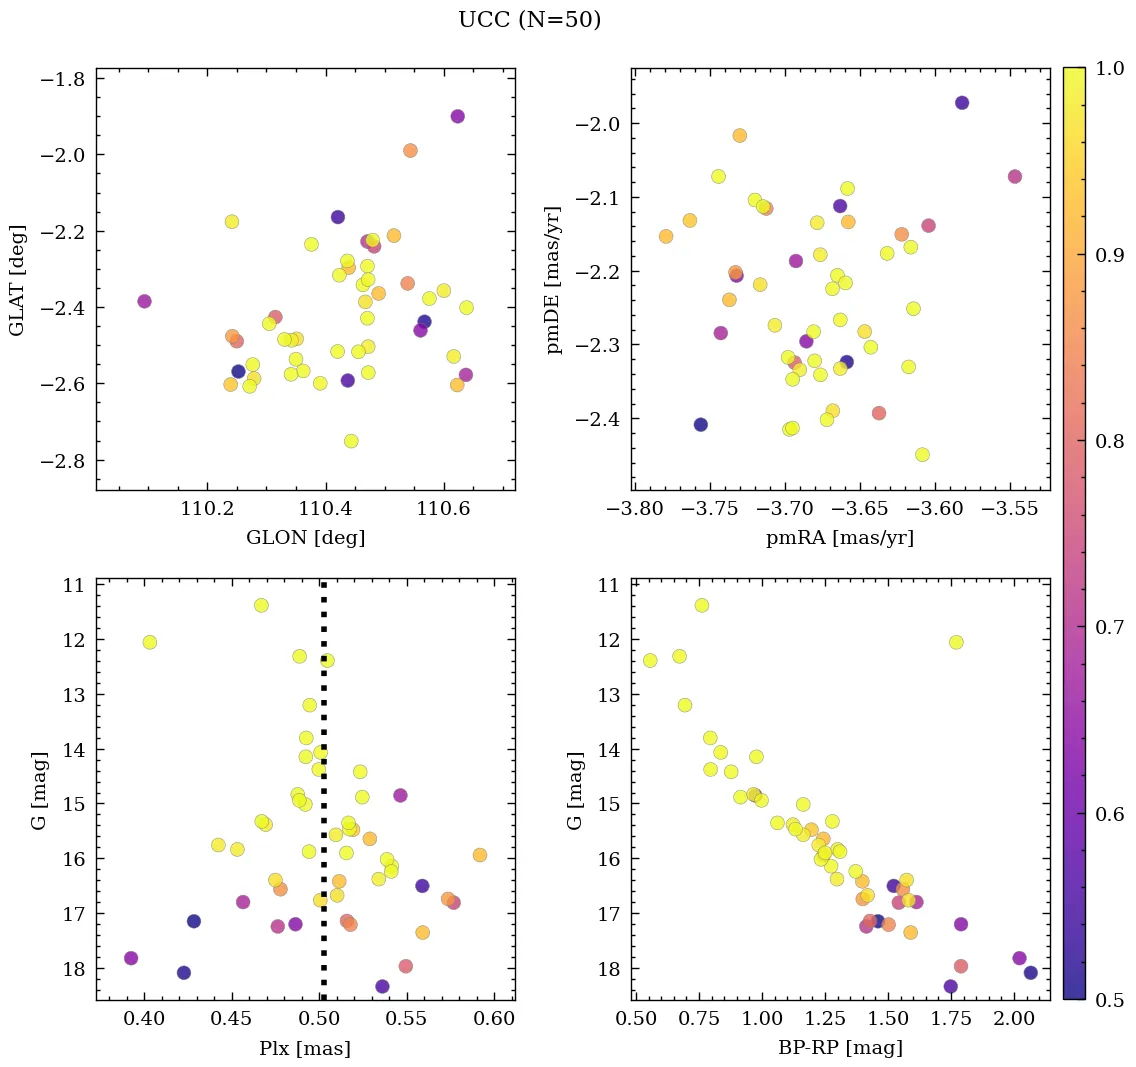 UCC (N=50)
−1.8
−2.0
−2.2
−2.4
−2.6
−2.8
GLAT [deg]
110.2 110.4 110.6
GLON [deg]
−2.0
−2.1
−2.2
−2.3
−2.4
pmDE [mas/yr]
−3.80 −3.75 −3.70 −3.65 −3.60 −3.55
pmRA [mas/yr]
1.0
0.9
0.8
0.7
0.6
0.5
11
12
13
14
15
16
17
18
G [mag]
0.40 0.45 0.50 0.55 0.60
Plx [mas]
11
12
13
14
15
16
17
18
G [mag]
0.50 0.75 1.00 1.25 1.50 1.75 2.00
BP-RP [mag]